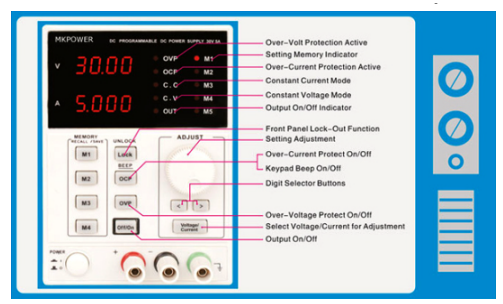 MKPOWER DC PROGRAMMABLE DC POWER SUPPLY 30V 5A
V 30.00
A 5.000
OVP M1
OCP M2
C.C M3
C.V M4
OUT M5
Over-Volt Protection Active
Setting Memory Indicator
Over-Current Protection Active
Constant Current Mode
Constant Voltage Mode
Output On/Off Indicator
Front Panel Lock-Out Function
Setting Adjustment
Over-Current Protect On/Off
Keypad Beep On/Off
Digit Selector Buttons
Over-Voltage Protect On/Off
Select Voltage/Current for Adjustment
Output On/Off
MEMORY UNLOCK ADJUST
RECALL /SAVE
M1 Lock
BEEP
M2 OCP
M3 OVP
< >
M4 On/Off Voltage/
Current
POWER
+ −